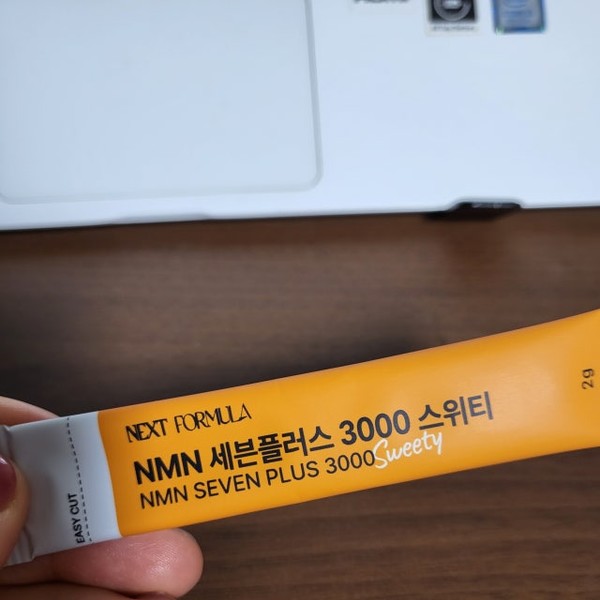 NEXT FORMULA
NMN 세븐플러스 3000 스위티
NMN SEVEN PLUS 3000 Sweety
EASY CUT
2g